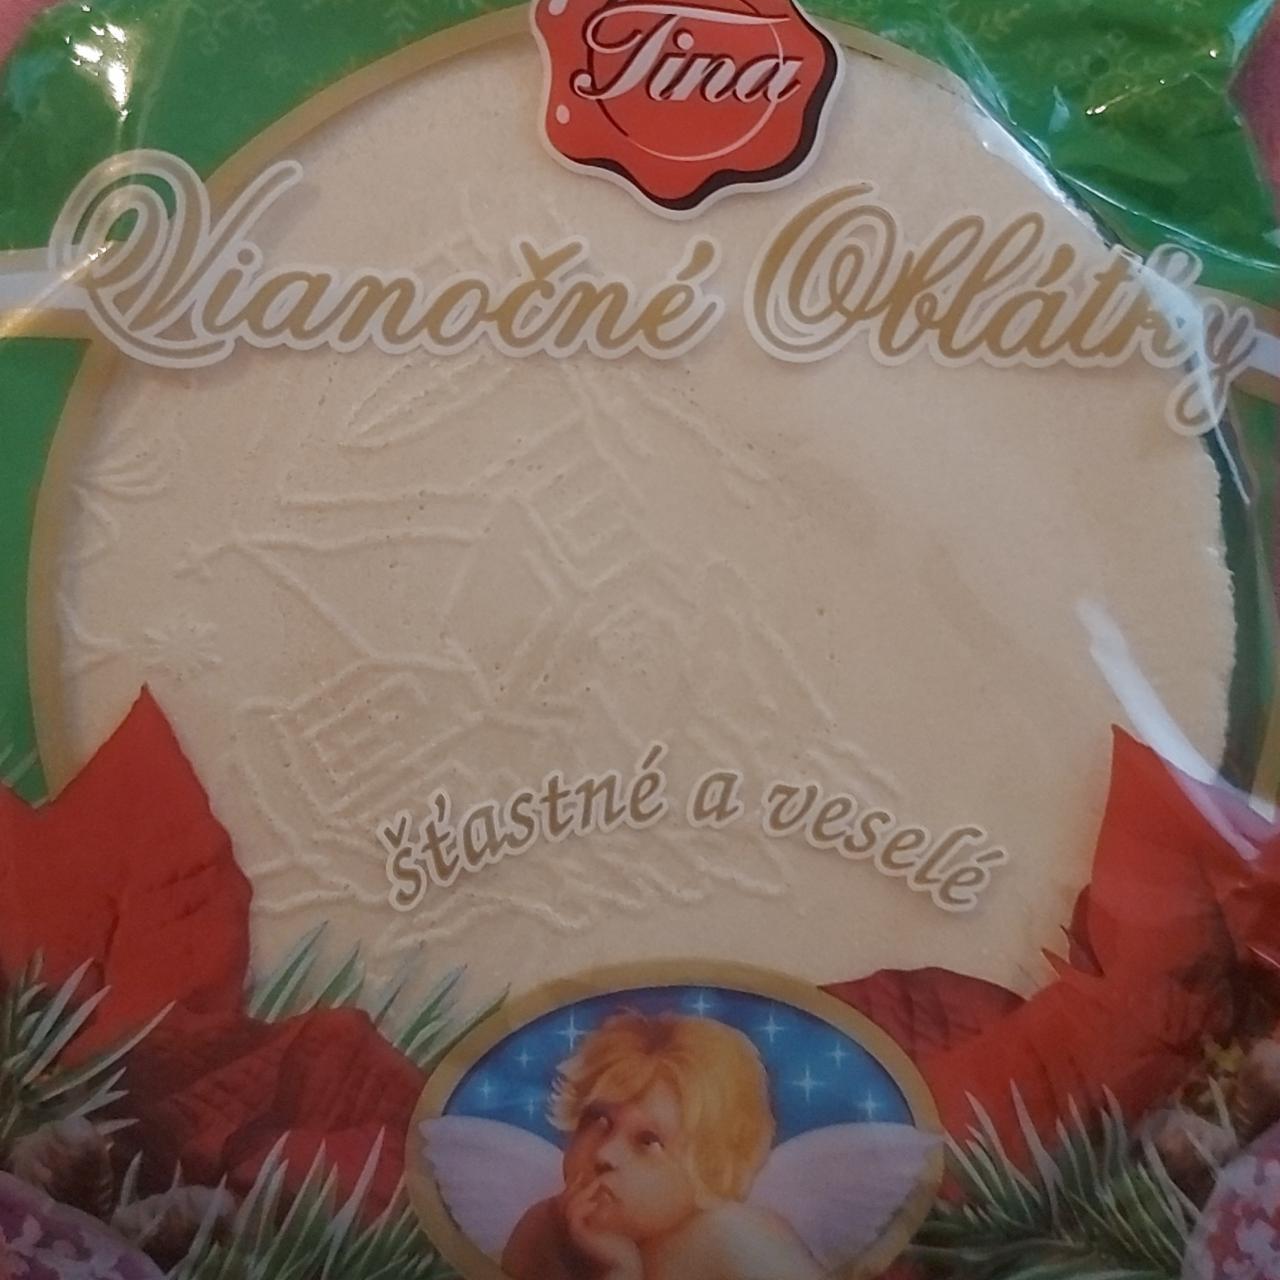 Tina
Vianočné Oblátky
šťastné a veselé